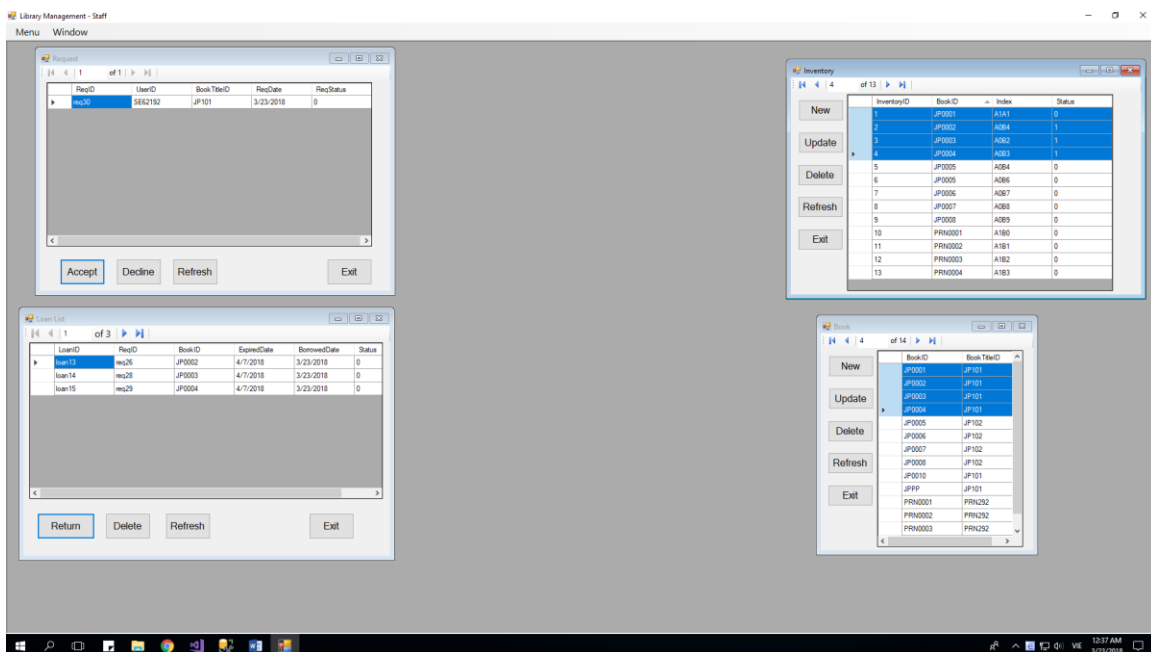 Library Management - Staff
Menu Window
Request
1 of 1
ReqID UserID BookTitleID ReqDate ReqStatus
req30 SE62192 JP101 3/23/2018 0
Accept Decline Refresh Exit
Loan List
1 of 3
LoanID ReqID BookID ExpiredDate BorrowedDate Status
loan13 req26 JP0002 4/7/2018 3/23/2018 0
loan14 req28 JP0003 4/7/2018 3/23/2018 0
loan15 req29 JP0004 4/7/2018 3/23/2018 0
Return Delete Refresh Exit
Inventory
4 of 13
New
Update
Delete
Refresh
Exit
InventoryID BookID Index Status
1 JP0001 A1A1 0
2 JP0002 A0B4 1
3 JP0003 A0B2 1
4 JP0004 A0B3 1
5 JP0005 A0B4 0
6 JP0005 A0B6 0
7 JP0006 A0B7 0
8 JP0007 A0B8 0
9 JP0008 A0B9 0
10 PRN0001 A1B0 0
11 PRN0002 A1B1 0
12 PRN0003 A1B2 0
13 PRN0004 A1B3 0
Book
4 of 14
New
Update
Delete
Refresh
Exit
BookID BookTitleID
JP0001 JP101
JP0002 JP101
JP0003 JP101
JP0004 JP101
JP0005 JP102
JP0006 JP102
JP0007 JP102
JP0008 JP102
JP0010 JP101
JPPP JP101
PRN0001 PRN292
PRN0002 PRN292
PRN0003 PRN292
VIE
12:37 AM
3/23/2018